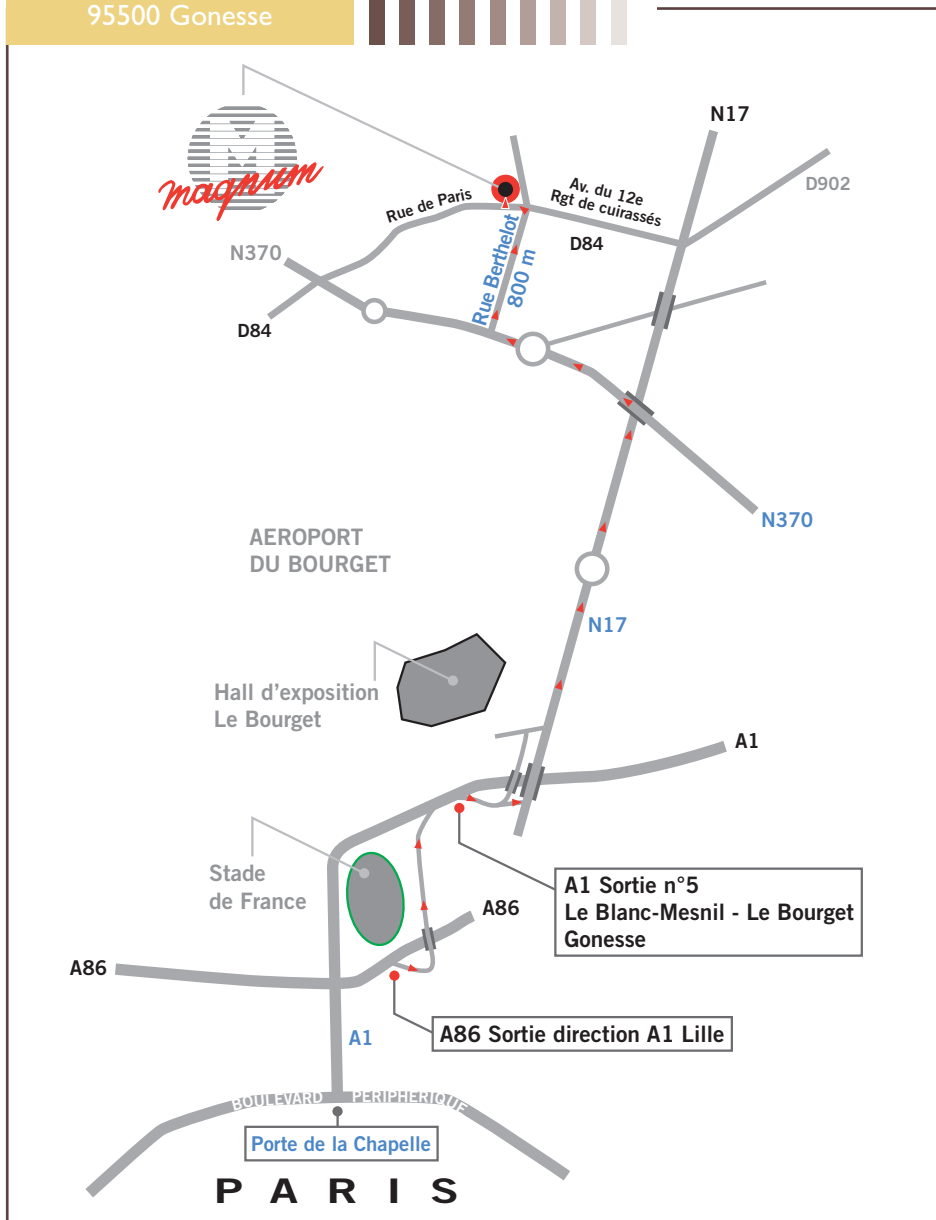 95500 Gonesse
N17
D902
M
magnum
Rue de Paris
Av. du 12e
Rgt de cuirassés
D84
N370
Rue Berthelot
800 m
D84
N370
AEROPORT
DU BOURGET
N17
Hall d'exposition
Le Bourget
A1
Stade
de France
A1 Sortie n°5
Le Blanc-Mesnil - Le Bourget
Gonesse
A86
A86
A86 Sortie direction A1 Lille
A1
BOULEVARD PERIPHERIQUE
Porte de la Chapelle
PARIS